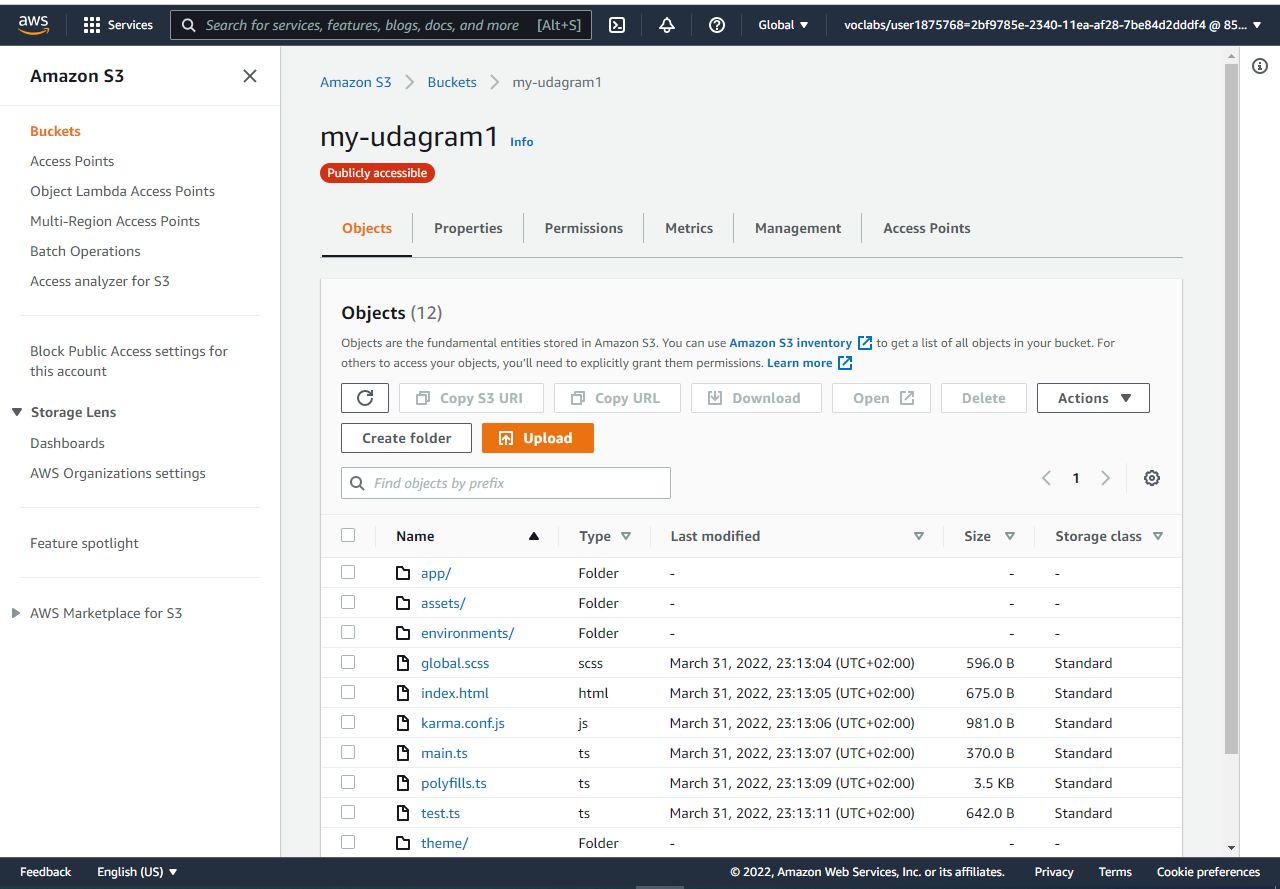 aws
Services
Search for services, features, blogs, docs, and more [Alt+S]
Global
voclabs/user1875768=2bf9785e-2340-11ea-af28-7be84d2dddf4 @ 85...
Amazon S3
Buckets
Access Points
Object Lambda Access Points
Multi-Region Access Points
Batch Operations
Access analyzer for S3
Block Public Access settings for
this account
Storage Lens
Dashboards
AWS Organizations settings
Feature spotlight
AWS Marketplace for S3
Amazon S3 > Buckets > my-udagram1
my-udagram1 Info
Publicly accessible
Objects Properties Permissions Metrics Management Access Points
Objects (12)
Objects are the fundamental entities stored in Amazon S3. You can use Amazon S3 inventory to get a list of all objects in your bucket. For
others to access your objects, you'll need to explicitly grant them permissions. Learn more
Copy S3 URI Copy URL Download Open Delete Actions
Create folder Upload
Find objects by prefix
1
Name Type Last modified Size Storage class
app/ Folder - - -
assets/ Folder - - -
environments/ Folder - - -
global.scss scss March 31, 2022, 23:13:04 (UTC+02:00) 596.0 B Standard
index.html html March 31, 2022, 23:13:05 (UTC+02:00) 675.0 B Standard
karma.conf.js js March 31, 2022, 23:13:06 (UTC+02:00) 981.0 B Standard
main.ts ts March 31, 2022, 23:13:07 (UTC+02:00) 370.0 B Standard
polyfills.ts ts March 31, 2022, 23:13:09 (UTC+02:00) 3.5 KB Standard
test.ts ts March 31, 2022, 23:13:11 (UTC+02:00) 642.0 B Standard
theme/ Folder - - -
Feedback English (US) © 2022, Amazon Web Services, Inc. or its affiliates. Privacy Terms Cookie preferences